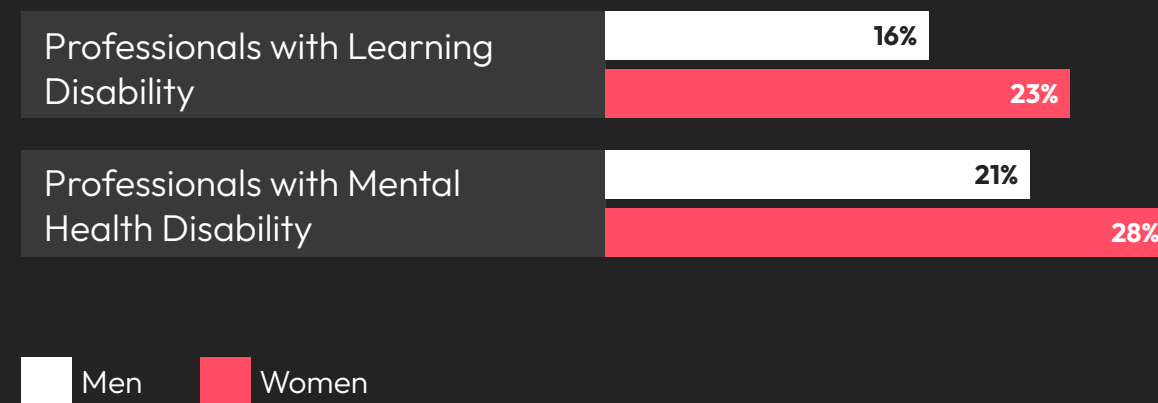 Professionals with Learning
Disability
16%
23%
Professionals with Mental
Health Disability
21%
28%
Men
Women